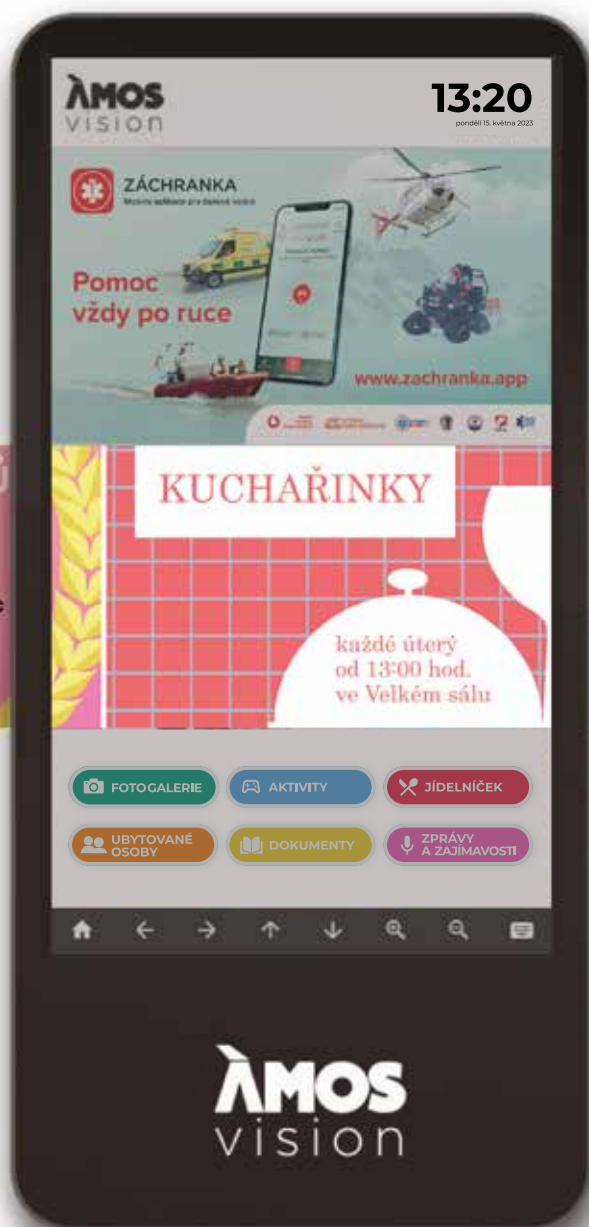 ÀMOS
vision
13:20
pondělí 15. května 2023
ZÁCHRANKA
Mobilní aplikace pro tísňové volání
Pomoc
vždy po ruce
www.zachranka.app
KUCHAŘINKY
každé úterý
od 13:00 hod.
ve Velkém sálu
FOTOGALERIE
AKTIVITY
JÍDELNÍČEK
UBYTOVANÉ
OSOBY
DOKUMENTY
ZPRÁVY
A ZAJÍMAVOSTI
ÀMOS
vision